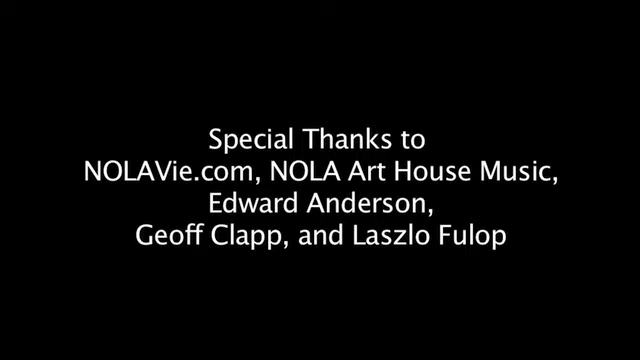 Special Thanks to
NOLAVie.com, NOLA Art House Music,
Edward Anderson,
Geoff Clapp, and Laszlo Fulop